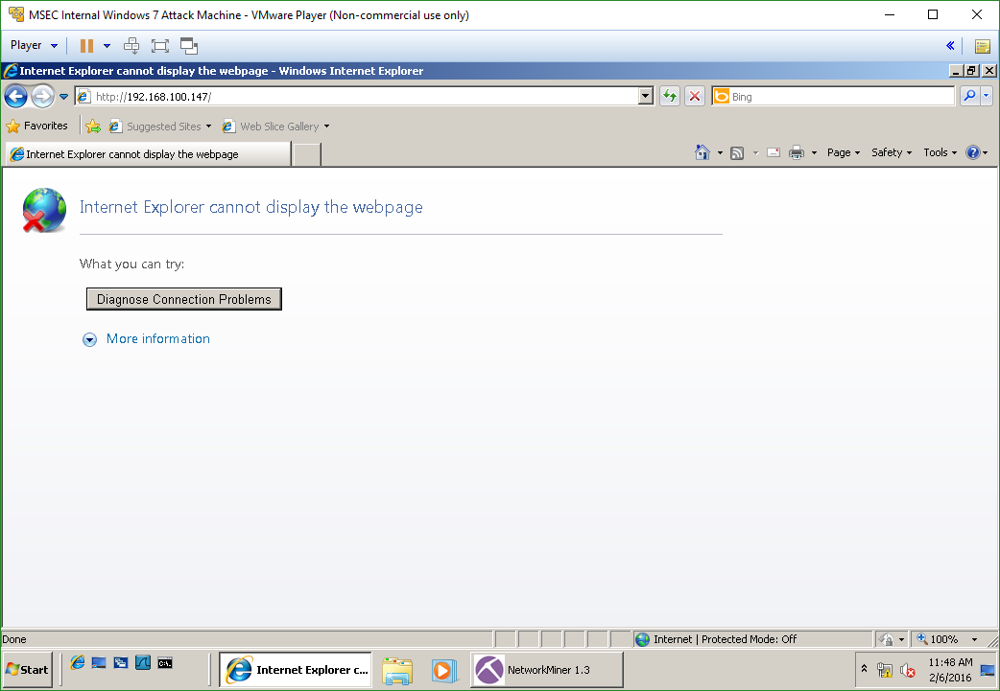 MSEC Internal Windows 7 Attack Machine - VMware Player (Non-commercial use only)
Player
Internet Explorer cannot display the webpage - Windows Internet Explorer
http://192.168.100.147/
Bing
Favorites
Suggested Sites
Web Slice Gallery
Internet Explorer cannot display the webpage
Page
Safety
Tools
Internet Explorer cannot display the webpage
What you can try:
Diagnose Connection Problems
More information
Done
Internet | Protected Mode: Off
100%
Start
C:\
Internet Explorer c...
NetworkMiner 1.3
11:48 AM
2/6/2016